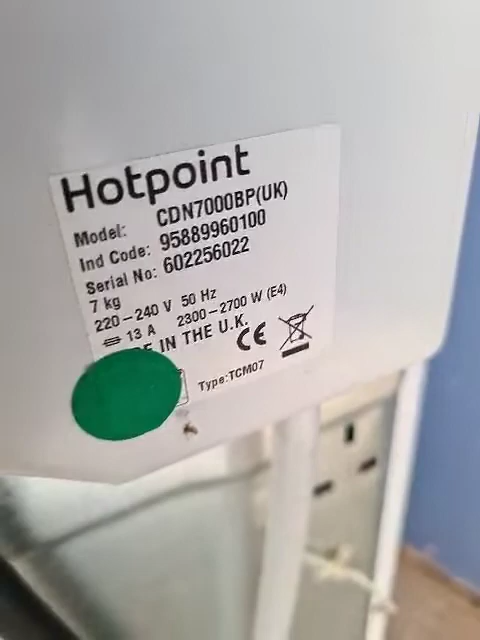 Hotpoint
Model: CDN7000BP(UK)
Ind Code: 95889960100
Serial No: 602256022
7 kg
220-240 V 50 Hz
13 A 2300-2700 W (E4)
IN THE U.K.
CE
Type:TCM07